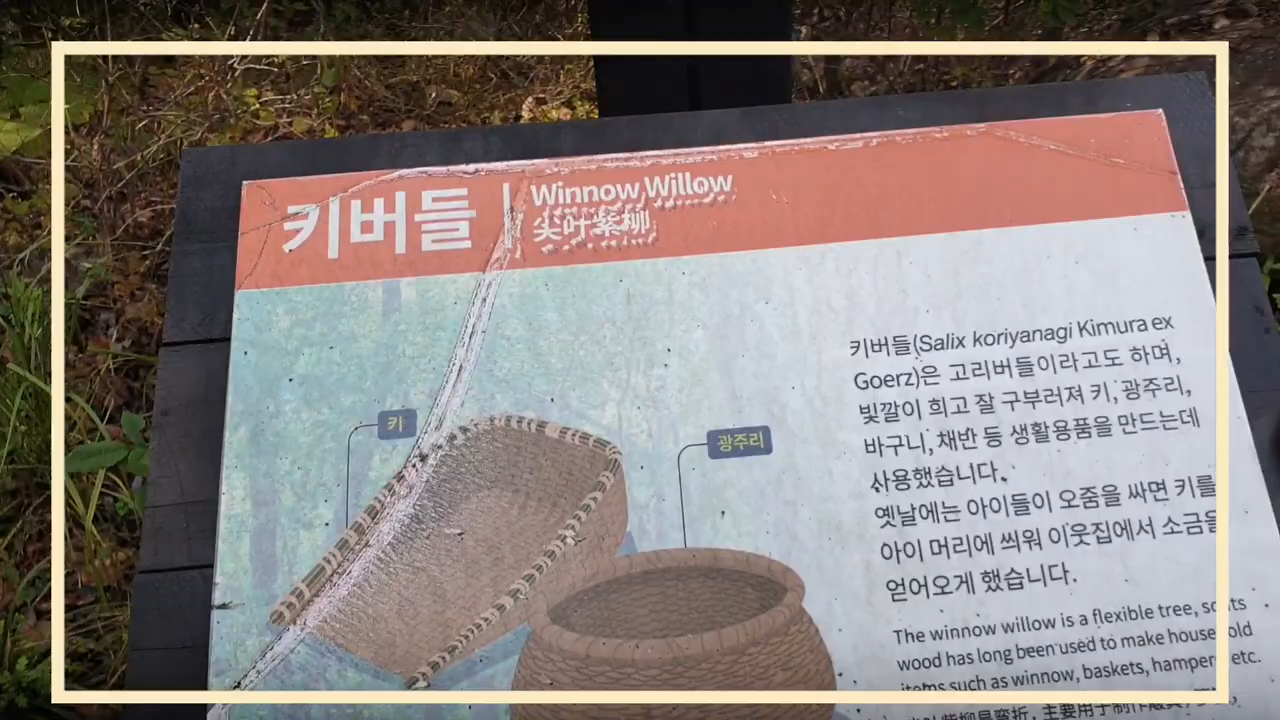 키버들
Winnow Willow
尖叶紫柳
키
광주리
키버들(Salix koriyanagi Kimura ex
Goerz)은 고리버들이라고도 하며,
빛깔이 희고 잘 구부러져 키, 광주리,
바구니, 채반 등 생활용품을 만드는데
사용했습니다.
옛날에는 아이들이 오줌을 싸면 키를
아이 머리에 씌워 이웃집에서 소금을
얻어오게 했습니다.
The winnow willow is a flexible tree, so its
wood has long been used to make household
items such as winnow, baskets, hampers etc.